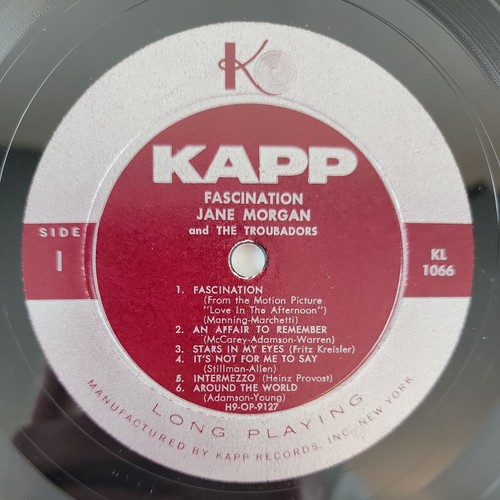 K
KAPP
FASCINATION
JANE MORGAN
and THE TROUBADORS
SIDE
1
KL
1066
1. FASCINATION
(From the Motion Picture
"Love In The Afternoon")
(Manning-Marchetti)
2. AN AFFAIR TO REMEMBER
(McCarey-Adamson-Warren)
3. STARS IN MY EYES (Fritz Kreisler)
4. IT'S NOT FOR ME TO SAY
(Stillman-Allen)
5. INTERMEZZO (Heinz Provost)
6. AROUND THE WORLD
(Adamson-Young)
H9-OP-9127
LONG PLAYING
MANUFACTURED BY KAPP RECORDS, INC. NEW YORK